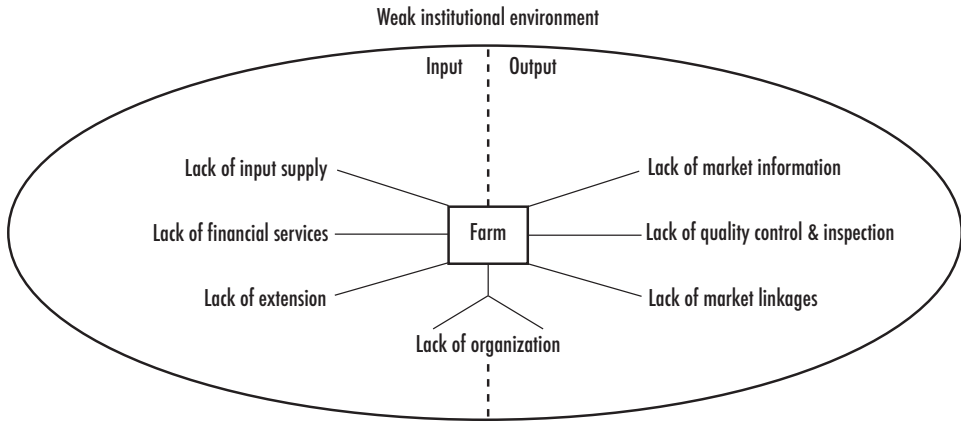 Weak institutional environment
Input
Output
Lack of input supply
Lack of market information
Lack of financial services
Farm
Lack of quality control & inspection
Lack of extension
Lack of market linkages
Lack of organization